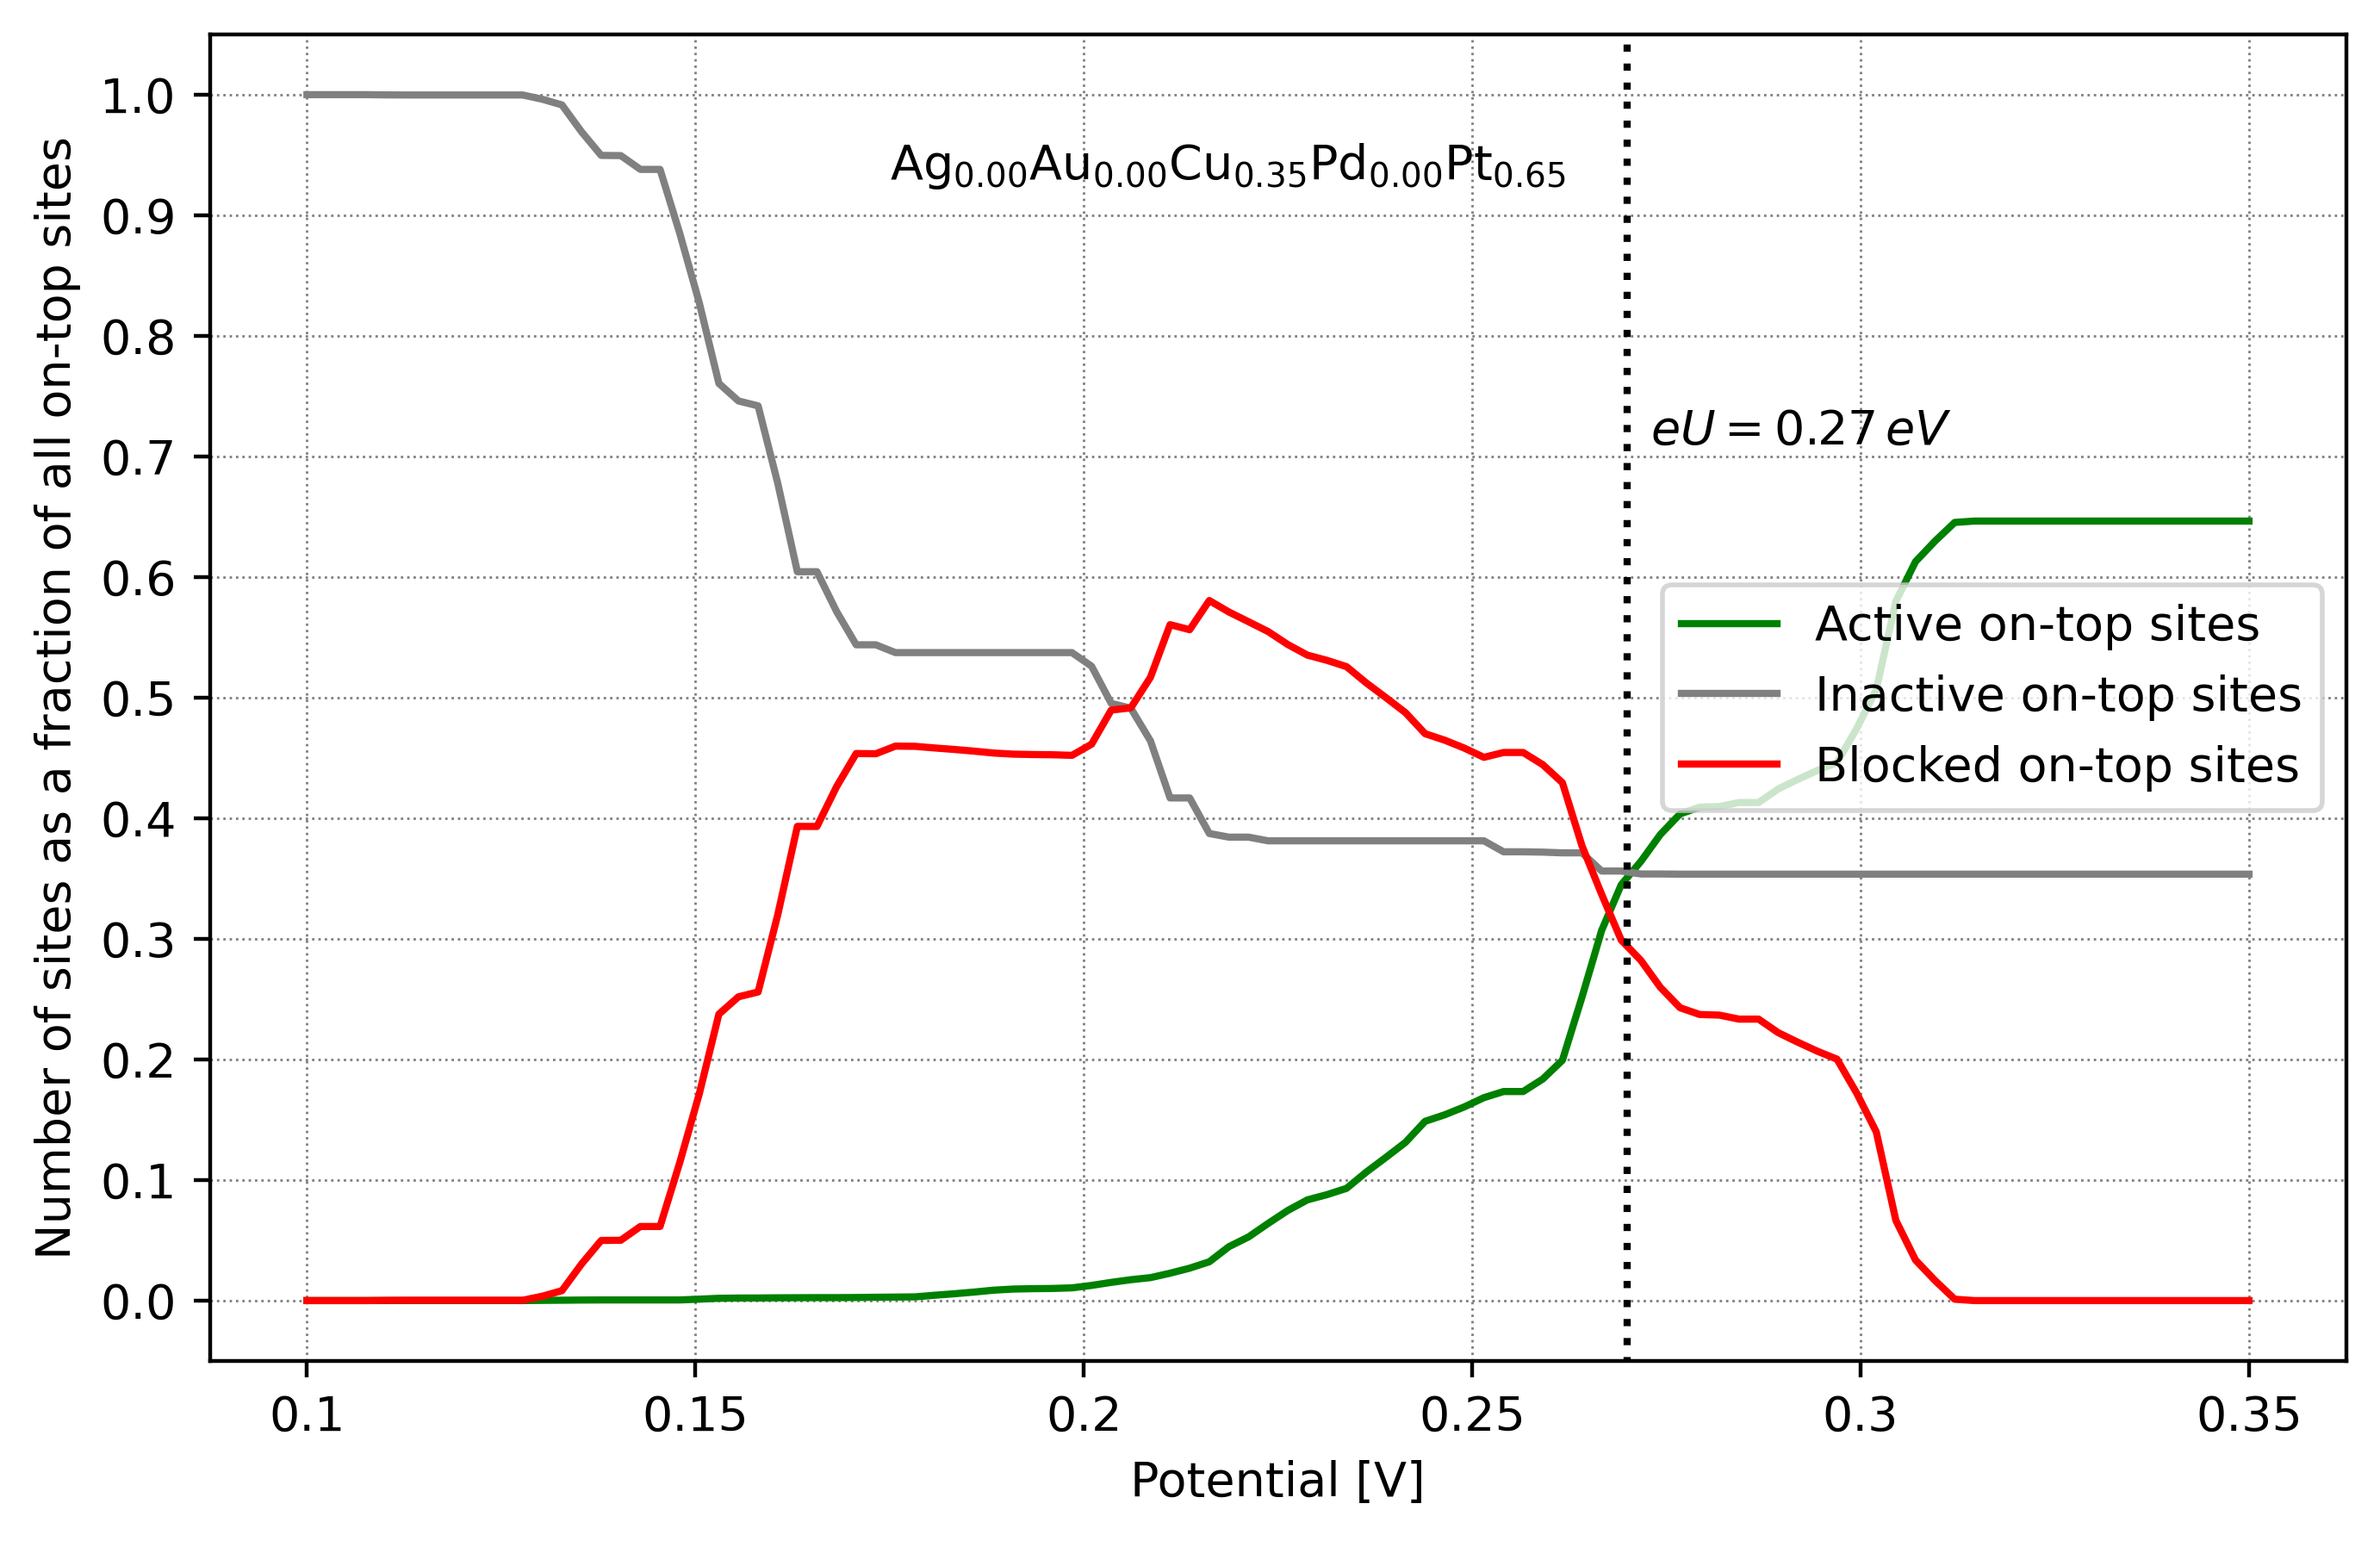 Number of sites as a fraction of all on-top sites
1.0
0.9
0.8
0.7
0.6
0.5
0.4
0.3
0.2
0.1
0.0
Ag₀.₀₀Au₀.₀₀Cu₀.₃₅Pd₀.₀₀Pt₀.₆₅
eU = 0.27 eV
Active on-top sites
Inactive on-top sites
Blocked on-top sites
0.1 0.15 0.2 0.25 0.3 0.35
Potential [V]